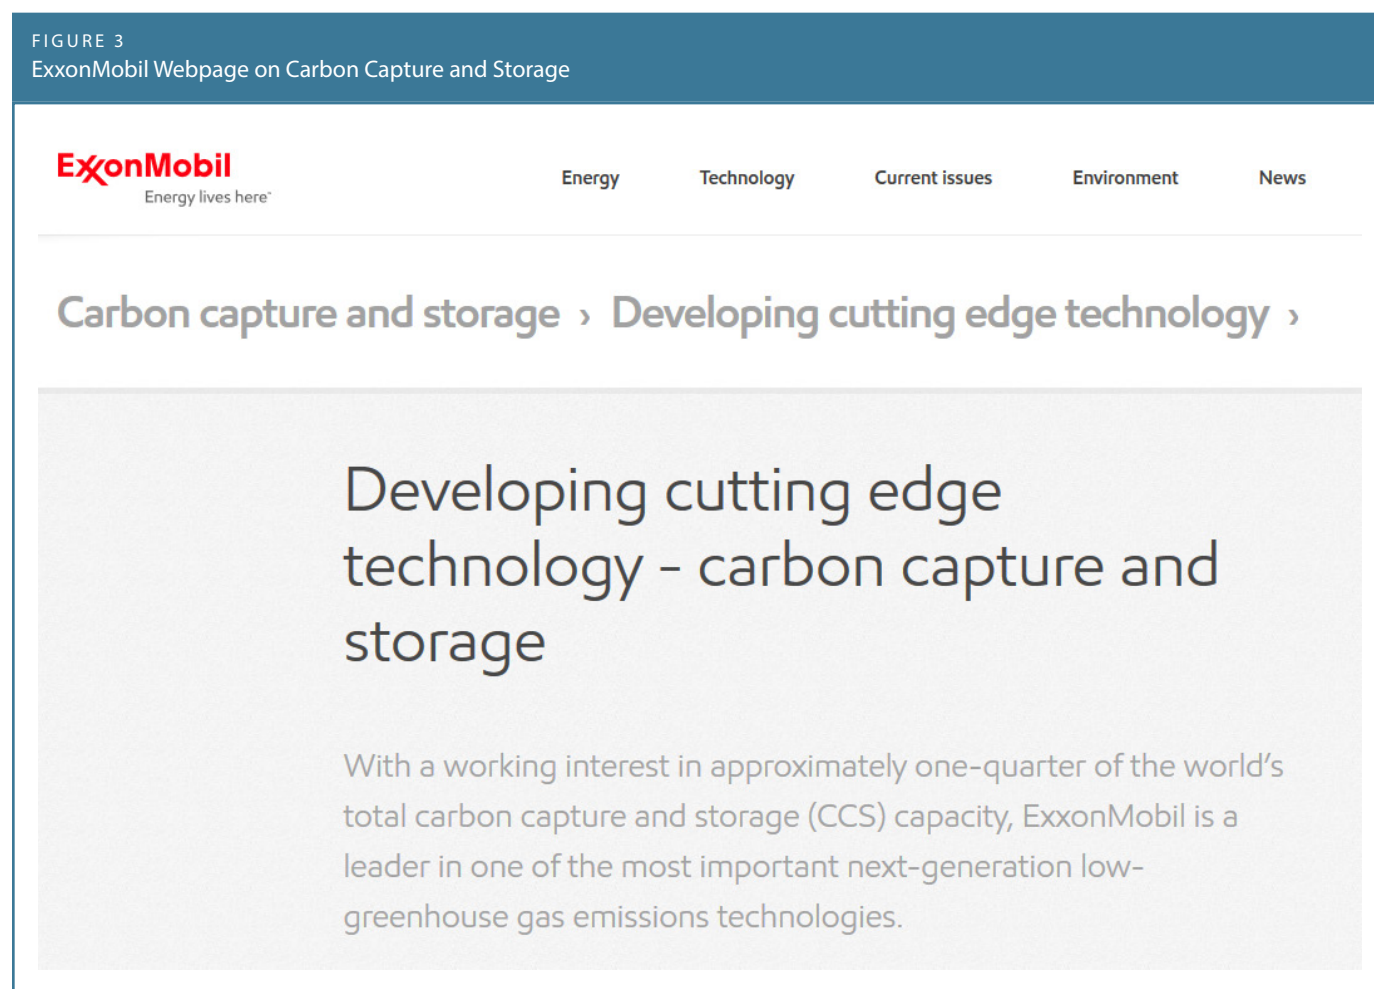 FIGURE 3
ExxonMobil Webpage on Carbon Capture and Storage
ExxonMobil
Energy lives here™
Energy Technology Current issues Environment News
Carbon capture and storage › Developing cutting edge technology ›
Developing cutting edge
technology - carbon capture and
storage
With a working interest in approximately one-quarter of the world’s
total carbon capture and storage (CCS) capacity, ExxonMobil is a
leader in one of the most important next-generation low-
greenhouse gas emissions technologies.